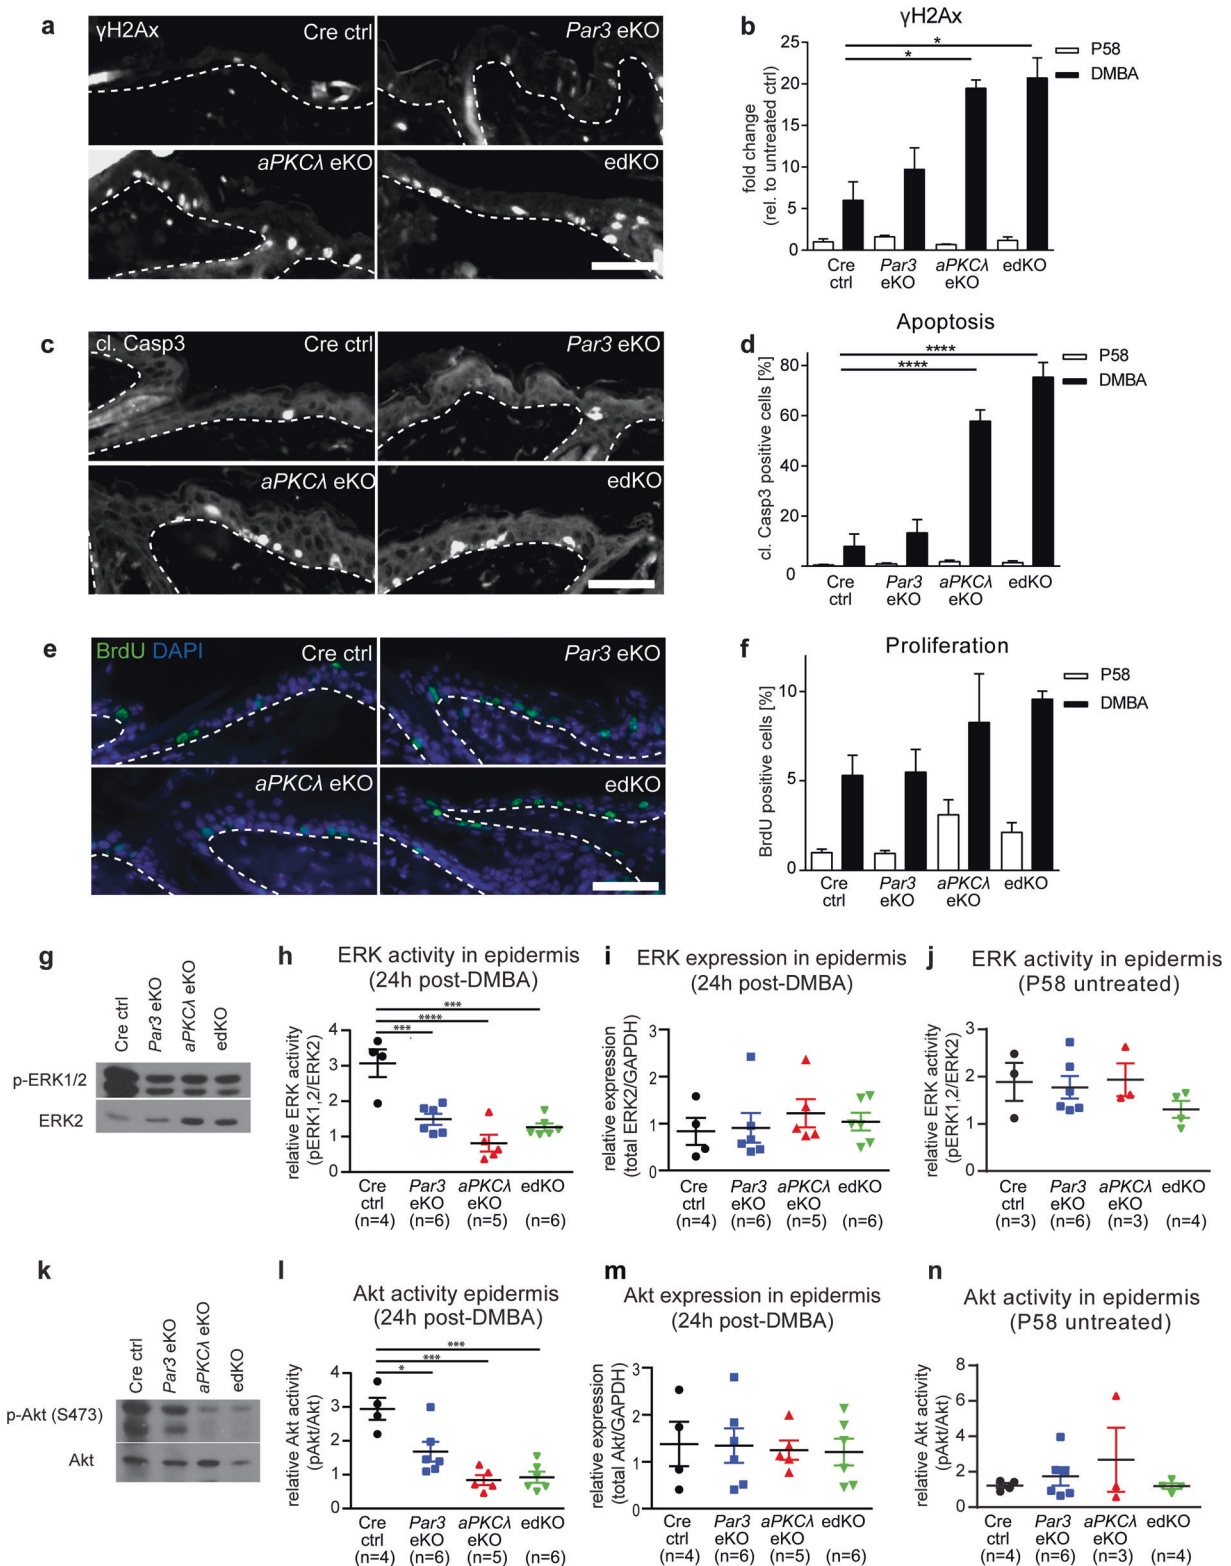 a
γH2Ax
Cre ctrl
Par3 eKO
aPKCλ eKO
edKO
b
γH2Ax
fold change
(rel. to untreated ctrl)
25
20
15
10
5
0
*
*
P58
DMBA
Cre
ctrl
Par3
eKO
aPKCλ
eKO
edKO
c
cl. Casp3
Cre ctrl
Par3 eKO
aPKCλ eKO
edKO
d
Apoptosis
cl. Casp3 positive cells [%]
80
60
40
20
0
****
****
P58
DMBA
Cre
ctrl
Par3
eKO
aPKCλ
eKO
edKO
e
BrdU DAPI
Cre ctrl
Par3 eKO
aPKCλ eKO
edKO
f
Proliferation
BrdU positive cells [%]
10
5
0
P58
DMBA
Cre
ctrl
Par3
eKO
aPKCλ
eKO
edKO
g
Cre ctrl
Par3 eKO
aPKCλ eKO
edKO
p-ERK1/2
ERK2
h
ERK activity in epidermis
(24h post-DMBA)
relative ERK activity
(pERK1,2/ERK2)
4
3
2
1
0
***
****
***
Cre
ctrl
(n=4)
Par3
eKO
(n=6)
aPKCλ
eKO
(n=5)
edKO
(n=6)
i
ERK expression in epidermis
(24h post-DMBA)
relative expression
(total ERK2/GAPDH)
3
2
1
0
Cre
ctrl
(n=4)
Par3
eKO
(n=6)
aPKCλ
eKO
(n=5)
edKO
(n=6)
j
ERK activity in epidermis
(P58 untreated)
relative ERK activity
(pERK1,2/ERK2)
3
2
1
0
Cre
ctrl
(n=3)
Par3
eKO
(n=6)
aPKCλ
eKO
(n=3)
edKO
(n=4)
k
Cre ctrl
Par3 eKO
aPKCλ eKO
edKO
p-Akt (S473)
Akt
l
Akt activity epidermis
(24h post-DMBA)
relative Akt activity
(pAkt/Akt)
4
3
2
1
0
***
***
*
Cre
ctrl
(n=4)
Par3
eKO
(n=6)
aPKCλ
eKO
(n=5)
edKO
(n=6)
m
Akt expression in epidermis
(24h post-DMBA)
relative expression
(total Akt/GAPDH)
3
2
1
0
Cre
ctrl
(n=4)
Par3
eKO
(n=6)
aPKCλ
eKO
(n=5)
edKO
(n=6)
n
Akt activity in epidermis
(P58 untreated)
relative Akt activity
(pAkt/Akt)
8
6
4
2
0
Cre
ctrl
(n=4)
Par3
eKO
(n=6)
aPKCλ
eKO
(n=3)
edKO
(n=4)